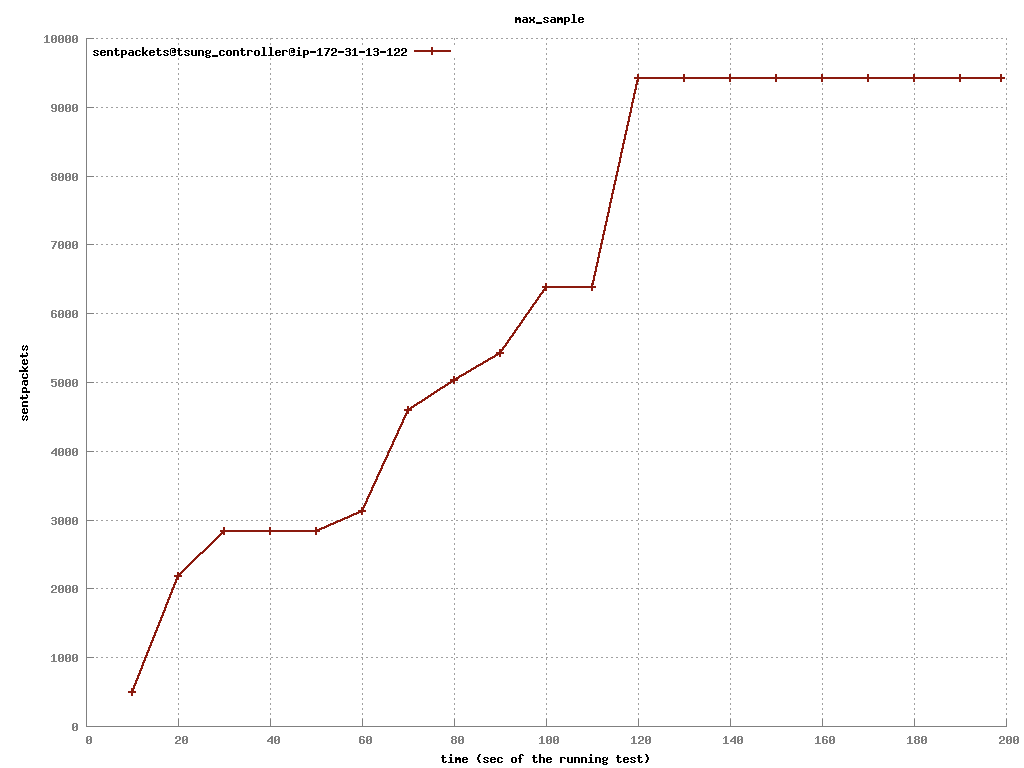 max_sample
sentpackets@tsung_controller@ip-172-31-13-122
10000
9000
8000
7000
6000
5000
4000
3000
2000
1000
0
sentpackets
0 20 40 60 80 100 120 140 160 180 200
time (sec of the running test)